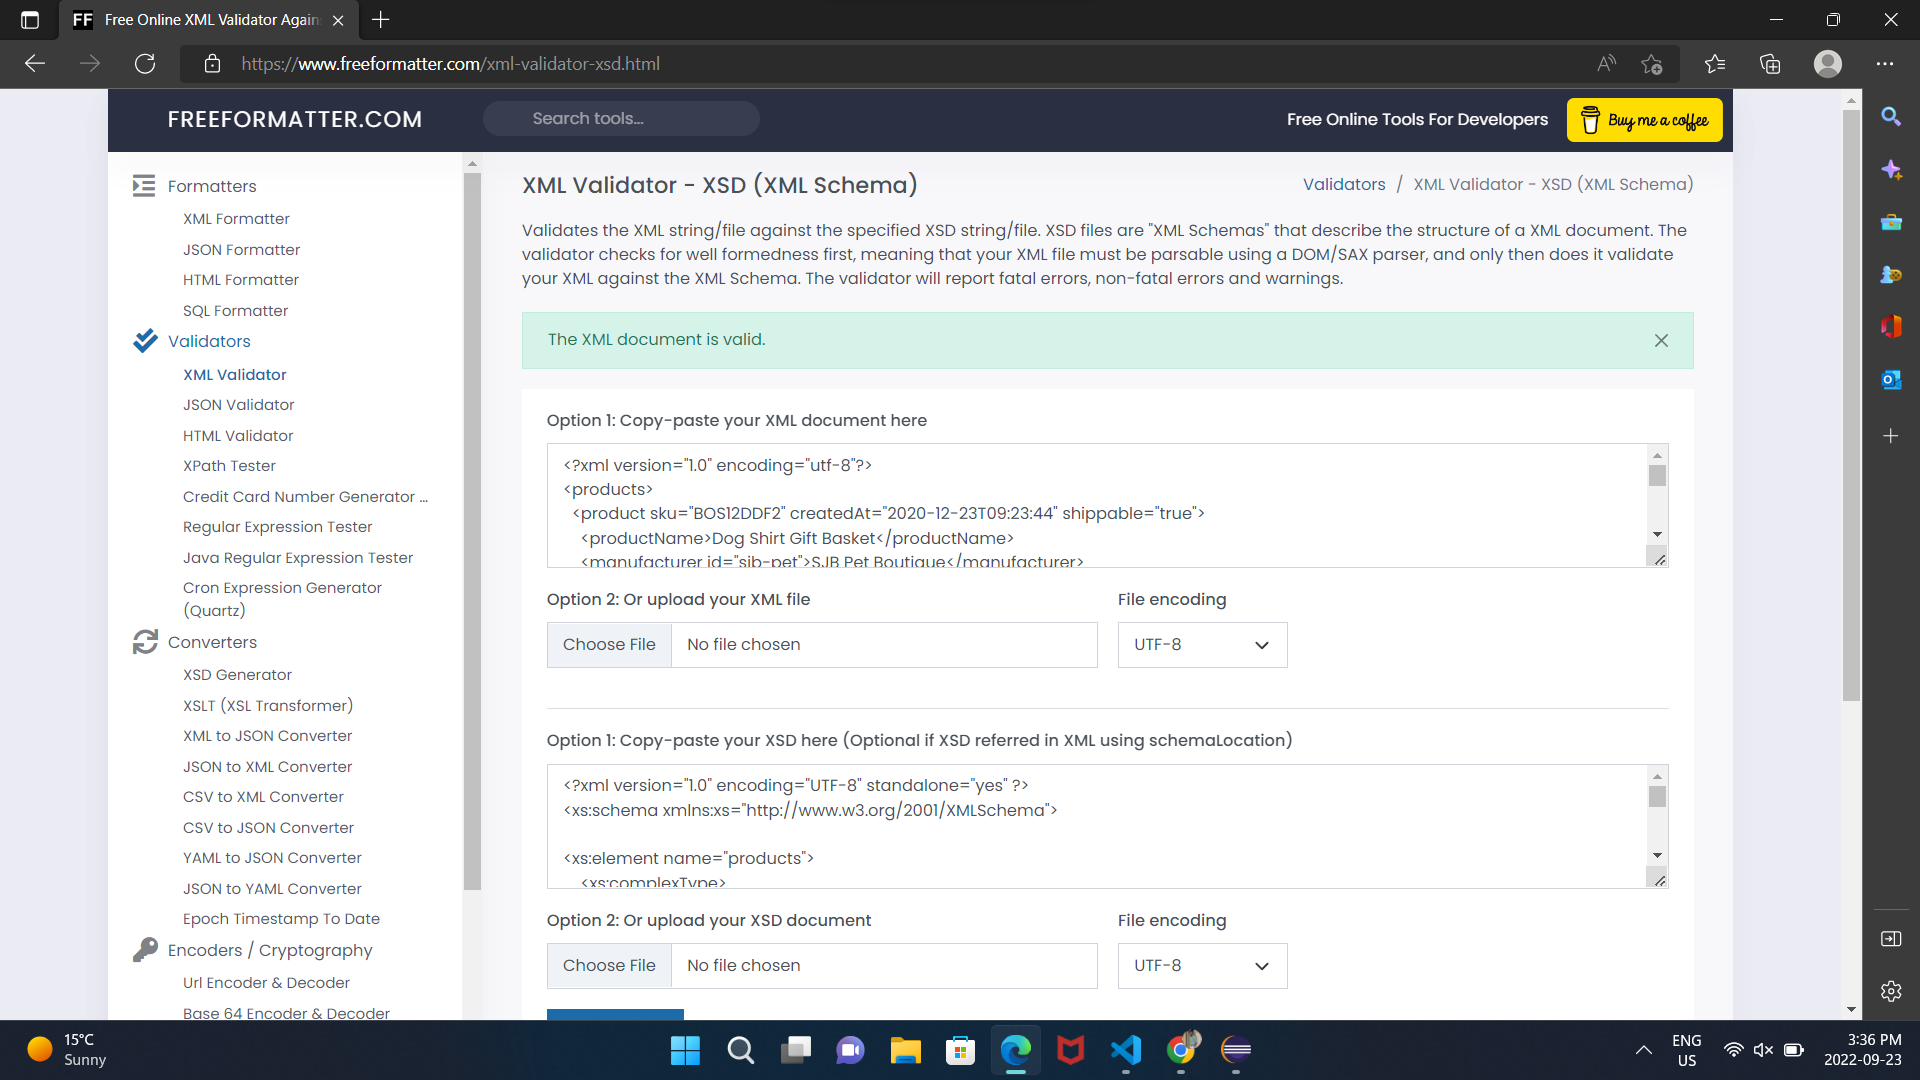 FF Free Online XML Validator Again
https://www.freeformatter.com/xml-validator-xsd.html
FREEFORMATTER.COM
Search tools...
Free Online Tools For Developers
Buy me a coffee
Formatters
XML Formatter
JSON Formatter
HTML Formatter
SQL Formatter
Validators
XML Validator
JSON Validator
HTML Validator
XPath Tester
Credit Card Number Generator ...
Regular Expression Tester
Java Regular Expression Tester
Cron Expression Generator
(Quartz)
Converters
XSD Generator
XSLT (XSL Transformer)
XML to JSON Converter
JSON to XML Converter
CSV to XML Converter
CSV to JSON Converter
YAML to JSON Converter
JSON to YAML Converter
Epoch Timestamp To Date
Encoders / Cryptography
Url Encoder & Decoder
Base 64 Encoder & Decoder
XML Validator - XSD (XML Schema)
Validators / XML Validator - XSD (XML Schema)
Validates the XML string/file against the specified XSD string/file. XSD files are "XML Schemas" that describe the structure of a XML document. The
validator checks for well formedness first, meaning that your XML file must be parsable using a DOM/SAX parser, and only then does it validate
your XML against the XML Schema. The validator will report fatal errors, non-fatal errors and warnings.
The XML document is valid.
Option 1: Copy-paste your XML document here
<?xml version="1.0" encoding="utf-8"?>
<products>
<product sku="BOS12DDF2" createdAt="2020-12-23T09:23:44" shippable="true">
<productName>Dog Shirt Gift Basket</productName>
<manufacturer id="sjb-pet">SJB Pet Boutique</manufacturer>
Option 2: Or upload your XML file
File encoding
Choose File No file chosen
UTF-8
Option 1: Copy-paste your XSD here (Optional if XSD referred in XML using schemaLocation)
<?xml version="1.0" encoding="UTF-8" standalone="yes" ?>
<xs:schema xmlns:xs="http://www.w3.org/2001/XMLSchema">
<xs:element name="products">
<xs:complexType>
Option 2: Or upload your XSD document
File encoding
Choose File No file chosen
UTF-8
15°C
Sunny
ENG
US
3:36 PM
2022-09-23